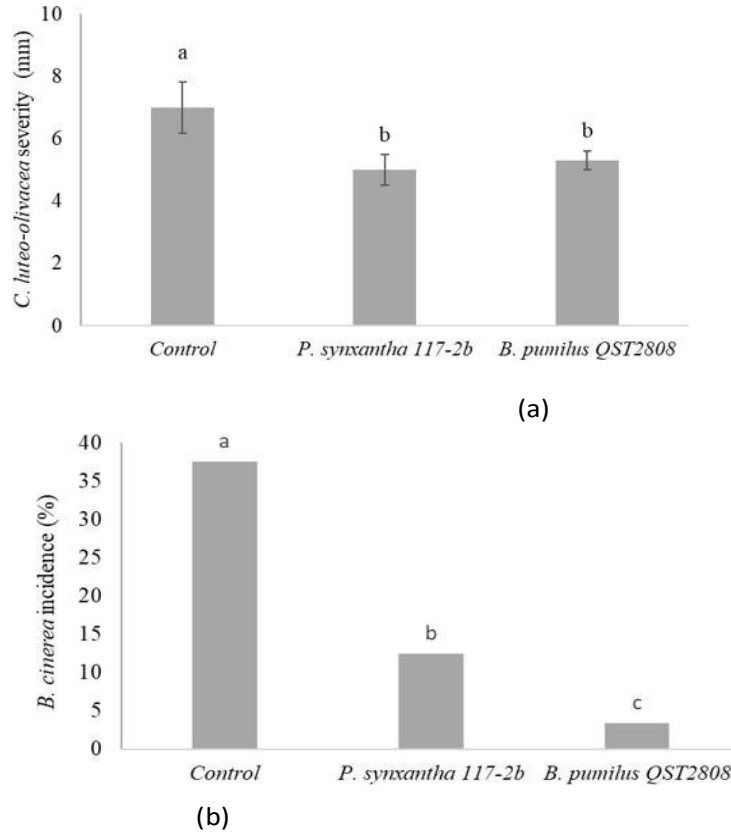 C. luteo-olivacea severity (mm)
10
8
6
4
2
0
a
b
b
Control
P. synxantha 117-2b
B. pumilus QST2808
(a)
B. cinerea incidence (%)
40
35
30
25
20
15
10
5
0
a
b
c
Control
P. synxantha 117-2b
B. pumilus QST2808
(b)